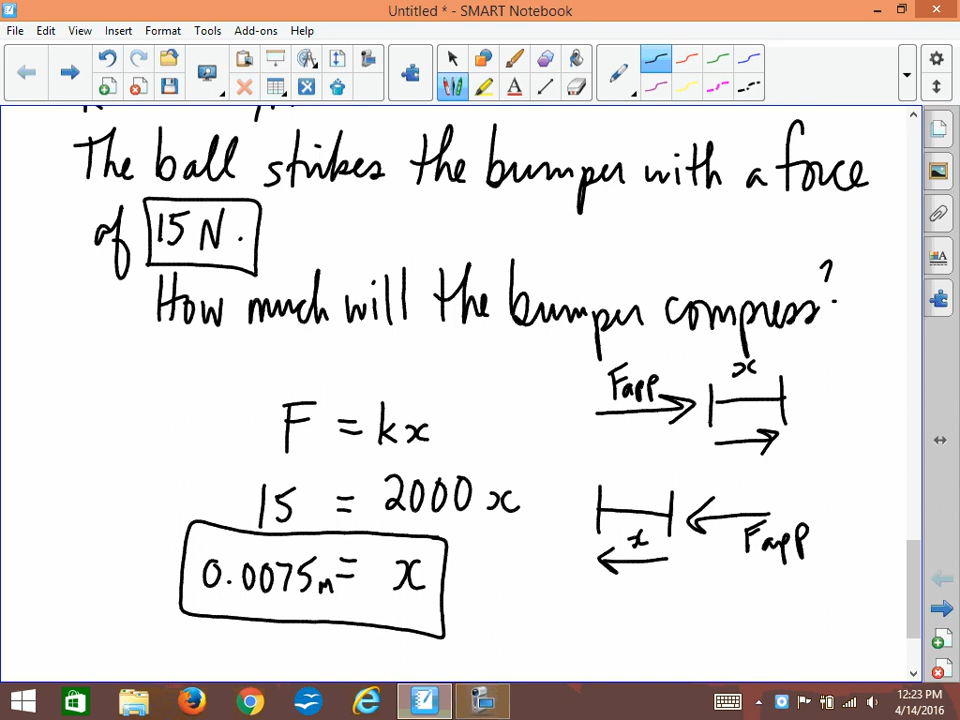 Untitled * - SMART Notebook
File Edit View Insert Format Tools Add-ons Help
The ball strikes the bumper with a force
of 15 N.
How much will the bumper compress?
Fapp x
F = kx
15 = 2000 x
x Fapp
0.0075m = x
12:23 PM
4/14/2016